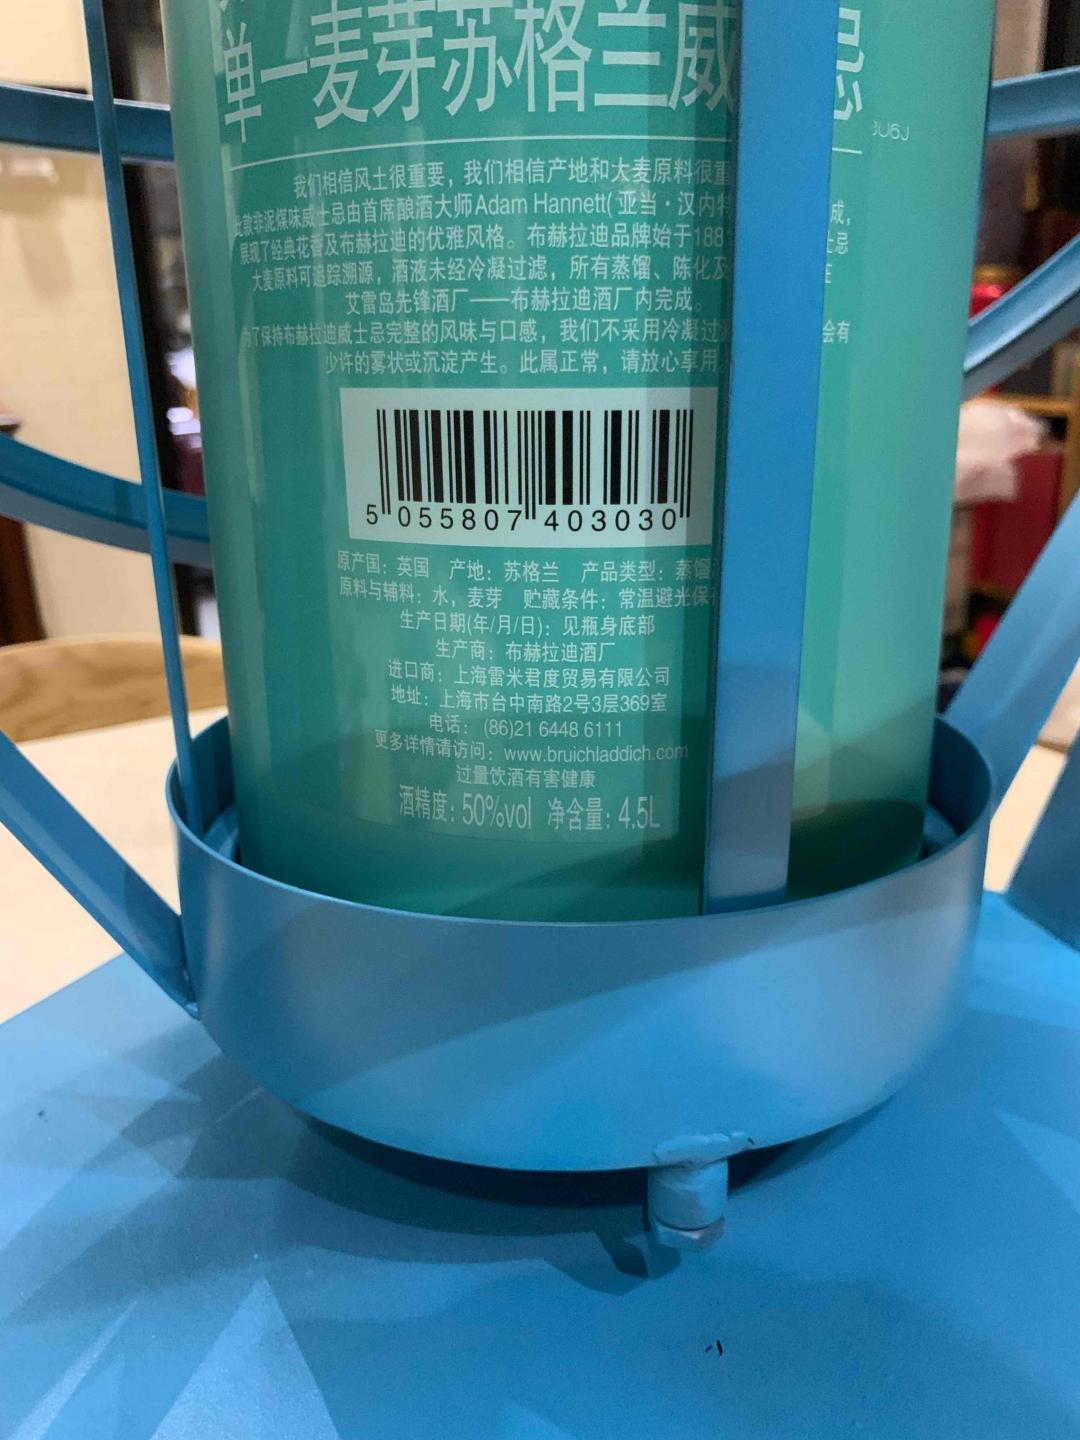 单一麦芽苏格兰威 忌
我们相信风土很重要，我们相信产地和大麦原料很重
此款非泥煤味威士忌由首席酿酒大师Adam Hannett(亚当·汉内特 成，
展现了经典花香及布赫拉迪的优雅风格。布赫拉迪品牌始于188 士忌
大麦原料可追踪溯源，酒液未经冷凝过滤，所有蒸馏、陈化及
艾雷岛先锋酒厂——布赫拉迪酒厂内完成。
为了保持布赫拉迪威士忌完整的风味与口感，我们不采用冷凝过 会有
少许的雾状或沉淀产生。此属正常，请放心享用
5 055807 403030
原产国：英国 产地：苏格兰 产品类型：蒸馏
原料与辅料：水，麦芽 贮藏条件：常温避光保
生产日期(年/月/日)：见瓶身底部
生产商：布赫拉迪酒厂
进口商：上海雷米君度贸易有限公司
地址：上海市台中南路2号3层369室
电话：(86)21 6448 6111
更多详情请访问：www.bruichladdich.com
过量饮酒有害健康
酒精度：50%vol 净含量：4.5L